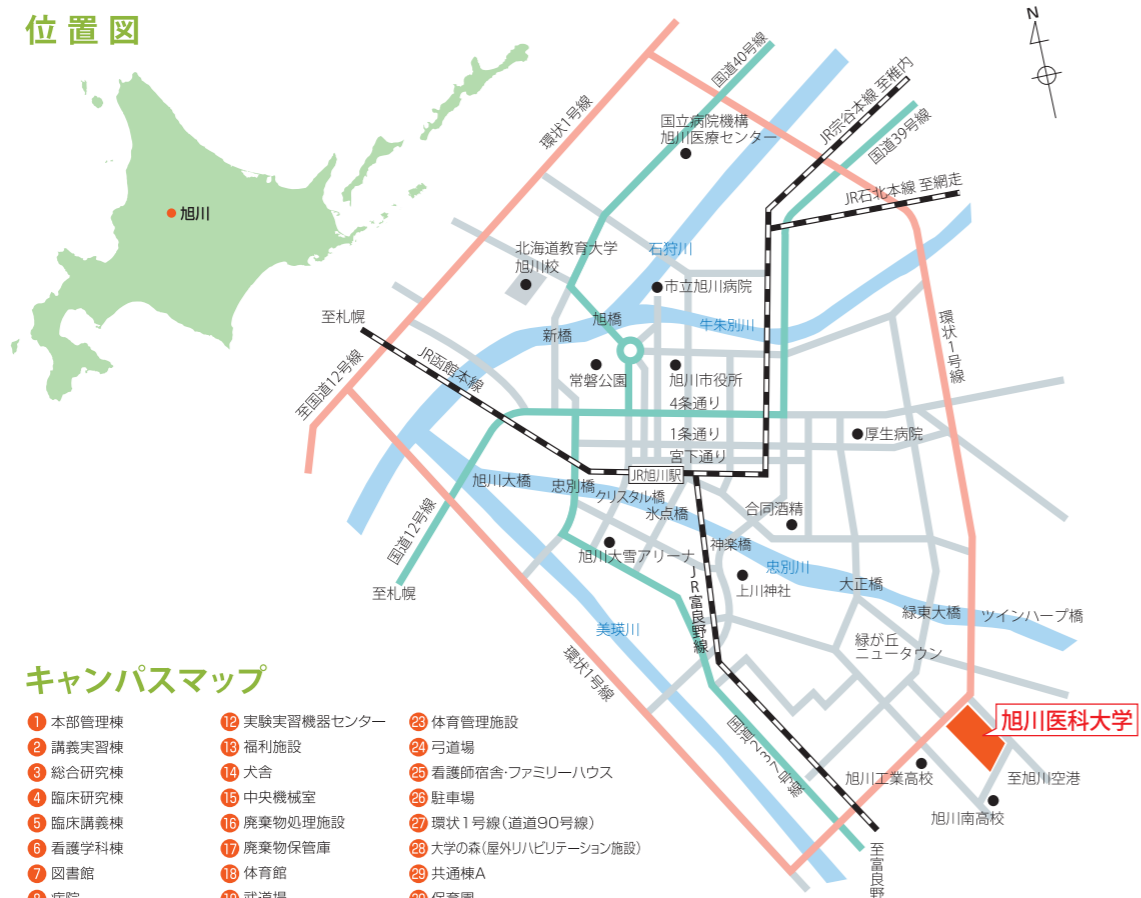 位置図
旭川
N
国道40号線
環状1号線
JR宗谷本線 至稚内
国道39号線
国立病院機構
旭川医療センター
JR石北本線 至網走
北海道教育大学
旭川校
石狩川
市立旭川病院
至札幌
新橋
旭橋
牛朱別川
環状1号線
JR函館本線
至国道12号線
常磐公園
旭川市役所
4条通り
1条通り
厚生病院
宮下通り
JR旭川駅
旭川大橋
忠別橋
クリスタル橋
氷点橋
合同酒精
国道12号線
旭川大雪アリーナ
神楽橋
忠別川
至札幌
JR富良野線
上川神社
大正橋
緑東大橋
ツインハープ橋
美瑛川
緑が丘
ニュータウン
環状1号線
国道237号線
旭川医科大学
旭川工業高校
至旭川空港
旭川南高校
至富良野
キャンパスマップ
1 本部管理棟
2 講義実習棟
3 総合研究棟
4 臨床研究棟
5 臨床講義棟
6 看護学科棟
7 図書館
8 病院
12 実験実習機器センター
13 福利施設
14 犬舎
15 中央機械室
16 廃棄物処理施設
17 廃棄物保管庫
18 体育館
19 武道場
23 体育管理施設
24 弓道場
25 看護師宿舎・ファミリーハウス
26 駐車場
27 環状1号線(道道90号線)
28 大学の森(屋外リハビリテーション施設)
29 共通棟A
30 保育園